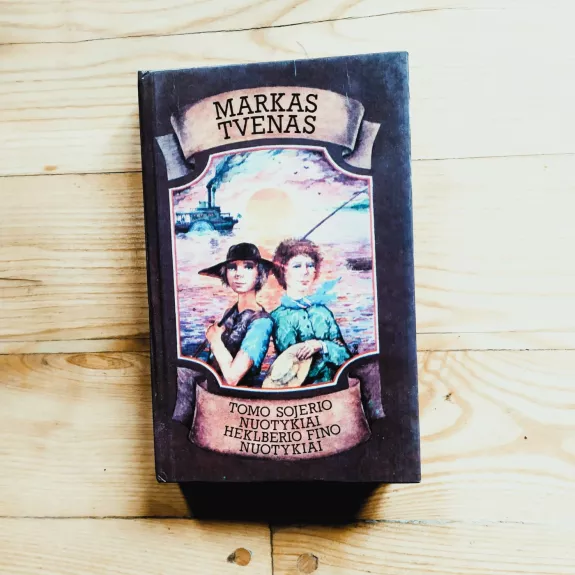 MARKAS
TVENAS
TOMO SOJERIO
NUOTYKIAI
HEKLBERIO FINO
NUOTYKIAI